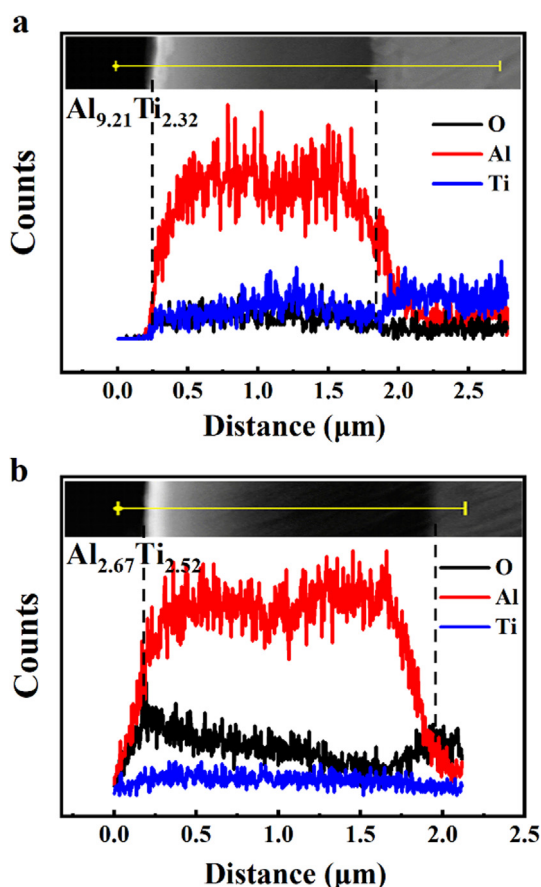 a
Al9.21Ti2.32
O
Al
Ti
Counts
0.0 0.5 1.0 1.5 2.0 2.5
Distance (μm)
b
Al2.67Ti2.52
O
Al
Ti
Counts
0.0 0.5 1.0 1.5 2.0 2.5
Distance (μm)